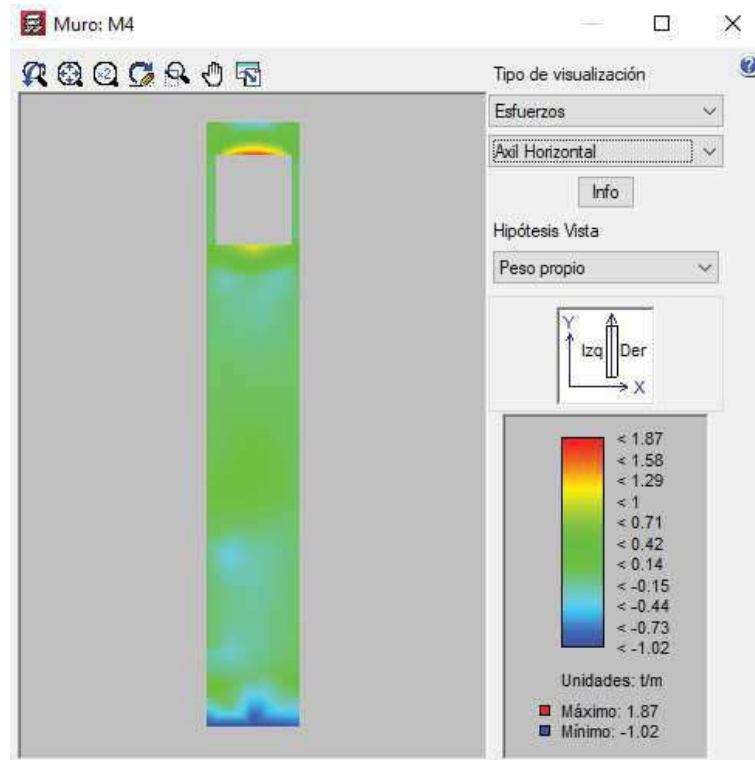 Muro: M4
x2
Tipo de visualización
Esfuerzos
Axil Horizontal
Info
Hipótesis Vista
Peso propio
Y
Izq
Der
X
< 1.87
< 1.58
< 1.29
< 1
< 0.71
< 0.42
< 0.14
< -0.15
< -0.44
< -0.73
< -1.02
Unidades: t/m
Máximo: 1.87
Mínimo: -1.02